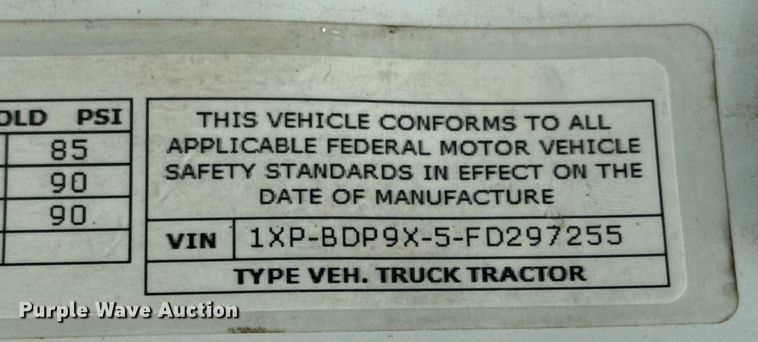 OLD PSI
85
90
90
THIS VEHICLE CONFORMS TO ALL
APPLICABLE FEDERAL MOTOR VEHICLE
SAFETY STANDARDS IN EFFECT ON THE
DATE OF MANUFACTURE
VIN 1XP-BDP9X-5-FD297255
TYPE VEH. TRUCK TRACTOR
Purple Wave Auction